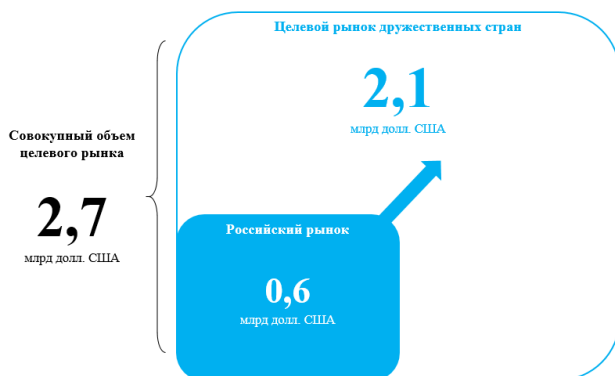 Целевой рынок дружественных стран
2,1
млрд долл. США
Совокупный объем
целевого рынка
2,7
млрд долл. США
Российский рынок
0,6
млрд долл. США